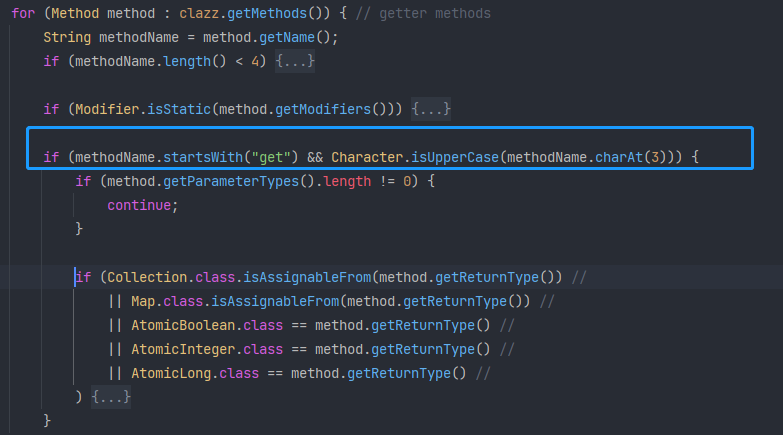 for (Method method : clazz.getMethods()) { // getter methods
String methodName = method.getName();
if (methodName.length() < 4) {...}
if (Modifier.isStatic(method.getModifiers())) {...}
if (methodName.startsWith("get") && Character.isUpperCase(methodName.charAt(3))) {
if (method.getParameterTypes().length != 0) {
continue;
}
if (Collection.class.isAssignableFrom(method.getReturnType()) //
|| Map.class.isAssignableFrom(method.getReturnType()) //
|| AtomicBoolean.class == method.getReturnType() //
|| AtomicInteger.class == method.getReturnType() //
|| AtomicLong.class == method.getReturnType() //
) {...}
}